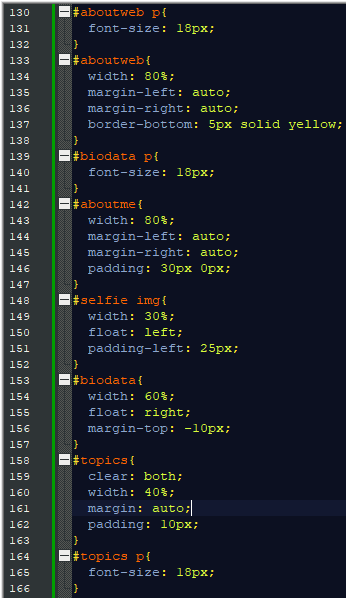 130 #aboutweb p{
131 font-size: 18px;
132 }
133 #aboutweb{
134 width: 80%;
135 margin-left: auto;
136 margin-right: auto;
137 border-bottom: 5px solid yellow;
138 }
139 #biodata p{
140 font-size: 18px;
141 }
142 #aboutme{
143 width: 80%;
144 margin-left: auto;
145 margin-right: auto;
146 padding: 30px 0px;
147 }
148 #selfie img{
149 width: 30%;
150 float: left;
151 padding-left: 25px;
152 }
153 #biodata{
154 width: 60%;
155 float: right;
156 margin-top: -10px;
157 }
158 #topics{
159 clear: both;
160 width: 40%;
161 margin: auto;
162 padding: 10px;
163 }
164 #topics p{
165 font-size: 18px;
166 }